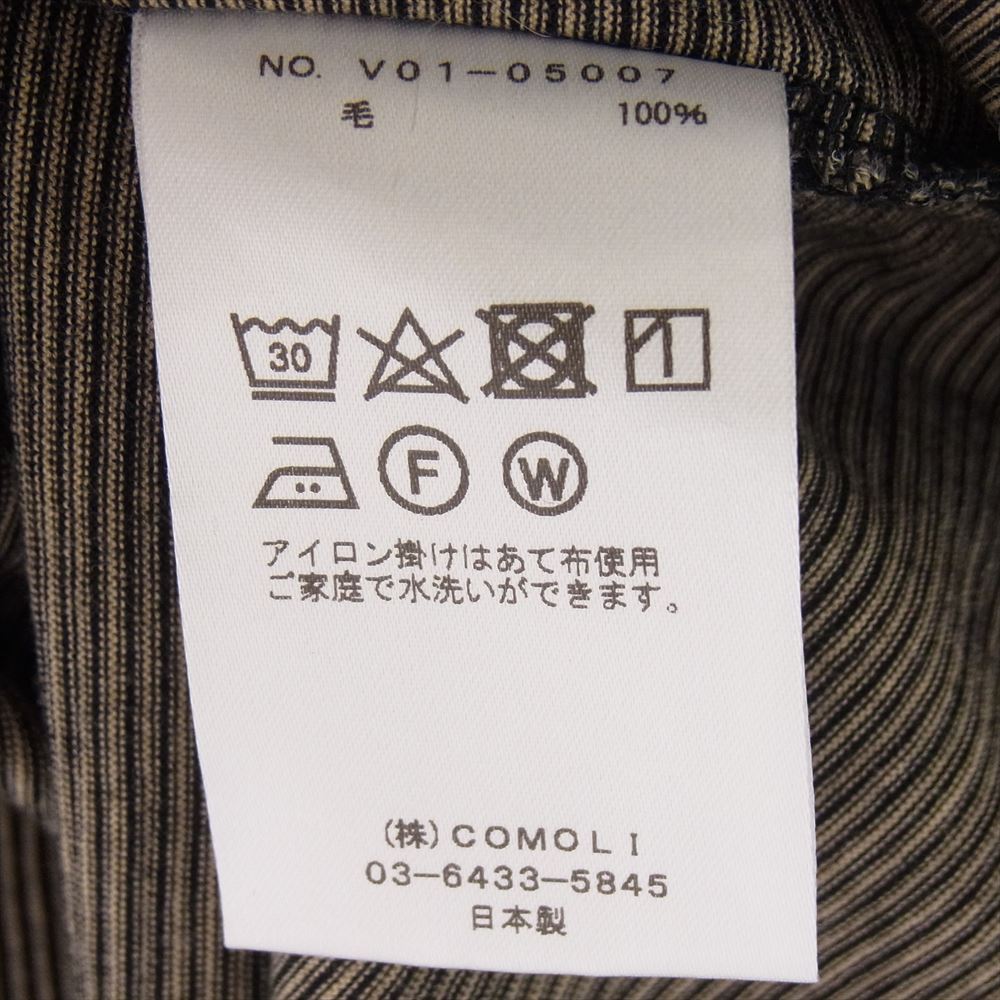 NO. V01-05007
毛 100%
30
F W
アイロン掛けはあて布使用
ご家庭で水洗いができます。
(株)COMOLI
03-6433-5845
日本製